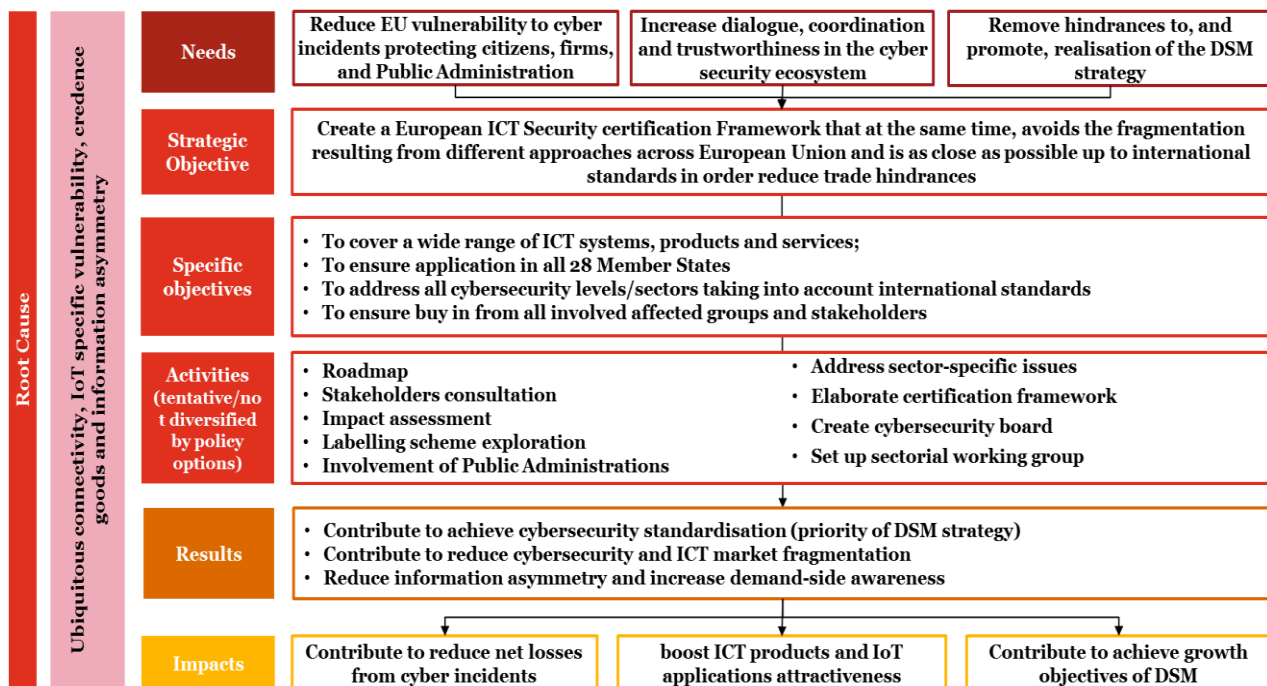 Root Cause
Ubiquitous connectivity, IoT specific vulnerability, credence
goods and information asymmetry
Needs
Reduce EU vulnerability to cyber
incidents protecting citizens, firms,
and Public Administration
Increase dialogue, coordination
and trustworthiness in the cyber
security ecosystem
Remove hindrances to, and
promote, realisation of the DSM
strategy
Strategic
Objective
Create a European ICT Security certification Framework that at the same time, avoids the fragmentation
resulting from different approaches across European Union and is as close as possible up to international
standards in order reduce trade hindrances
Specific
objectives
• To cover a wide range of ICT systems, products and services;
• To ensure application in all 28 Member States
• To address all cybersecurity levels/sectors taking into account international standards
• To ensure buy in from all involved affected groups and stakeholders
Activities
(tentative/no
t diversified
by policy
options)
• Roadmap
• Stakeholders consultation
• Impact assessment
• Labelling scheme exploration
• Involvement of Public Administrations
• Address sector-specific issues
• Elaborate certification framework
• Create cybersecurity board
• Set up sectorial working group
Results
• Contribute to achieve cybersecurity standardisation (priority of DSM strategy)
• Contribute to reduce cybersecurity and ICT market fragmentation
• Reduce information asymmetry and increase demand-side awareness
Impacts
Contribute to reduce net losses
from cyber incidents
boost ICT products and IoT
applications attractiveness
Contribute to achieve growth
objectives of DSM